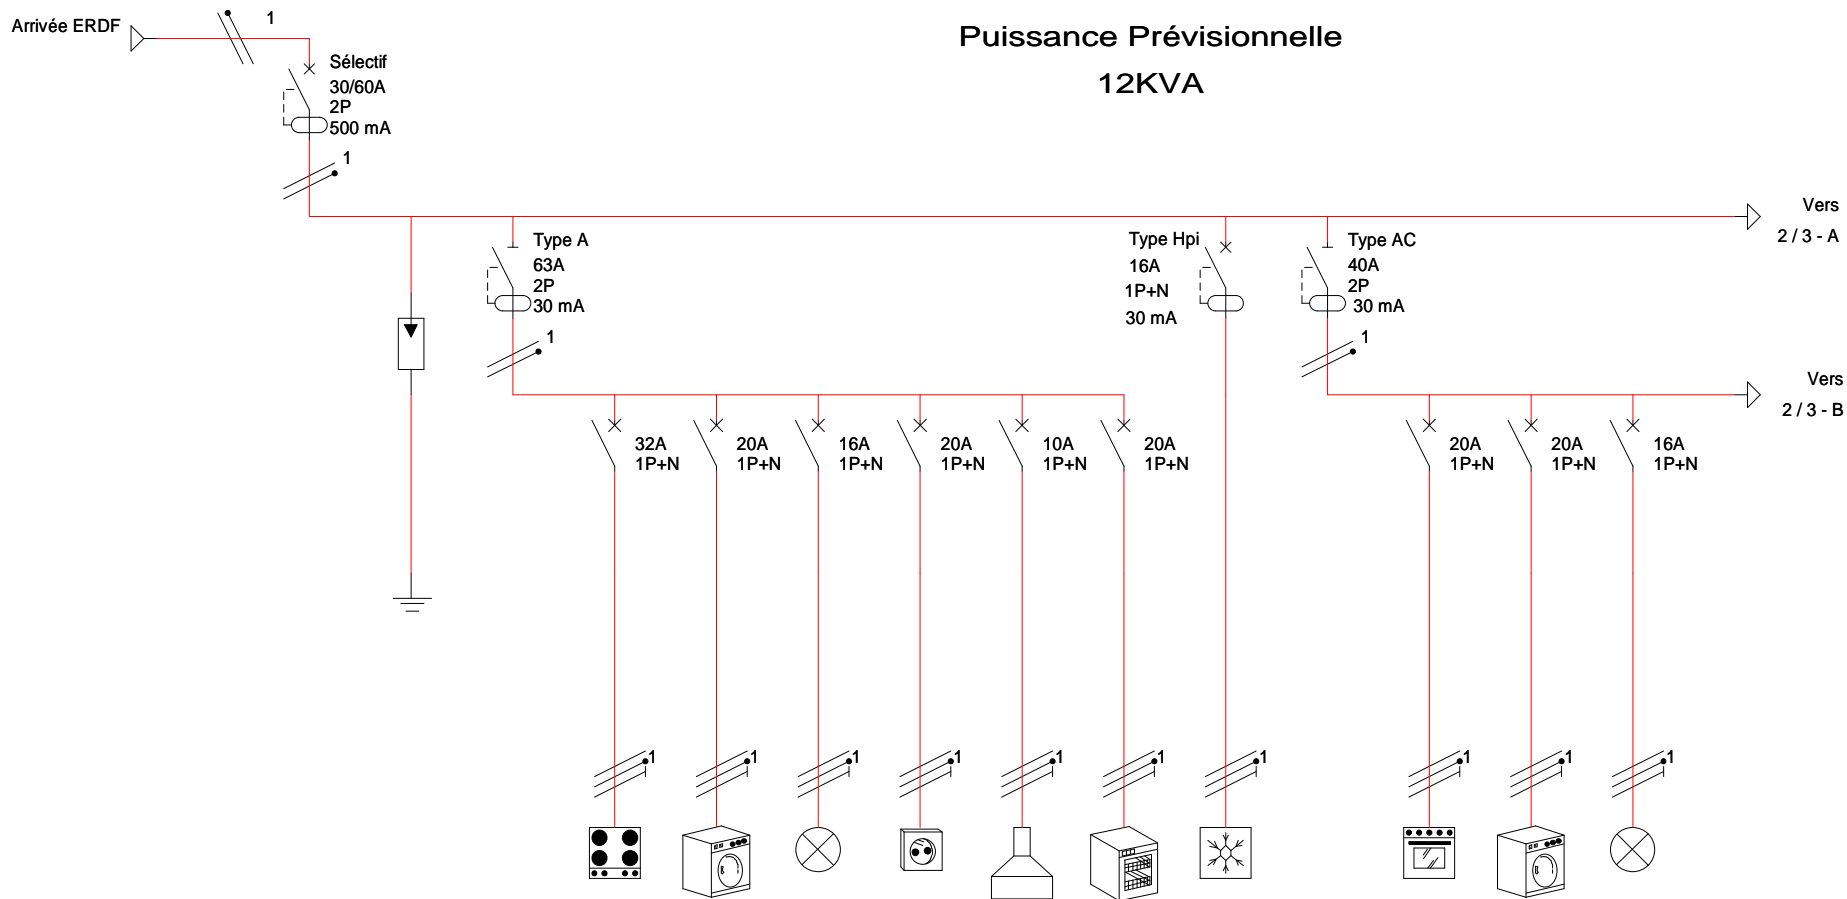 Arrivée ERDF
1
Puissance Prévisionnelle
12KVA
Sélectif
30/60A
2P
500 mA
1
Vers
2 / 3 - A
Type A
63A
2P
30 mA
1
Type Hpi
16A
1P+N
30 mA
Type AC
40A
2P
30 mA
1
Vers
2 / 3 - B
32A
1P+N
20A
1P+N
16A
1P+N
20A
1P+N
10A
1P+N
20A
1P+N
20A
1P+N
20A
1P+N
16A
1P+N
1
1
1
1
1
1
1
1
1
1